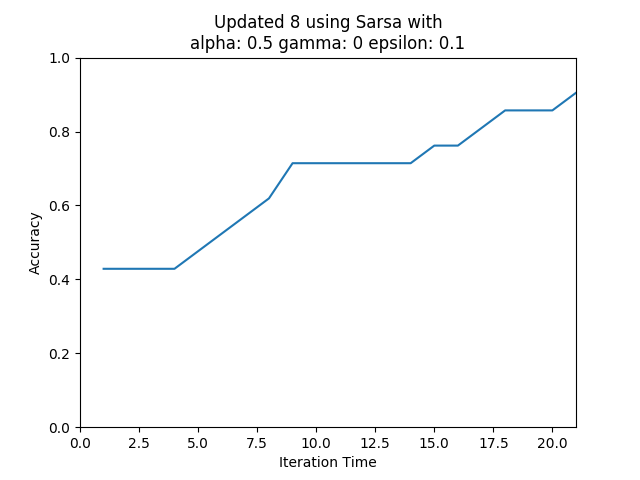 Updated 8 using Sarsa with
alpha: 0.5 gamma: 0 epsilon: 0.1
1.0
0.8
0.6
0.4
0.2
0.0
Accuracy
0.0 2.5 5.0 7.5 10.0 12.5 15.0 17.5 20.0
Iteration Time